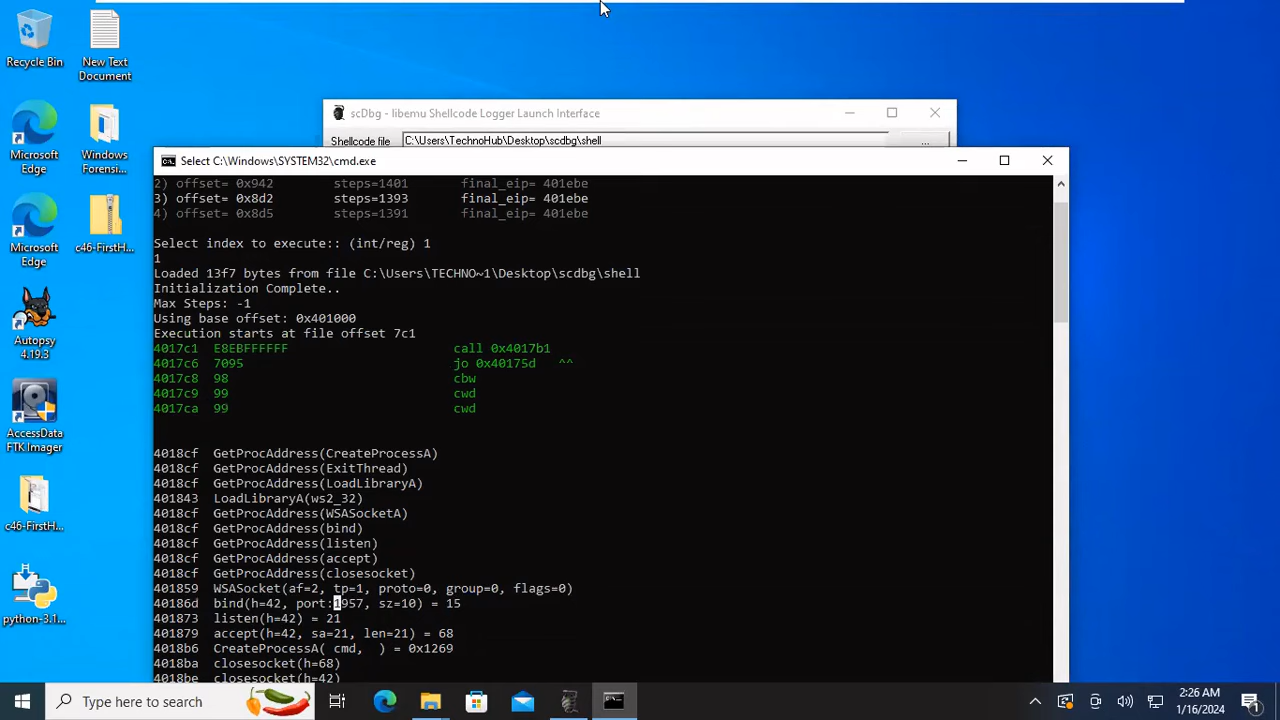 Recycle Bin
New Text
Document
Microsoft
Edge
Windows
Forensi...
Microsoft
Edge
c46-FirstH...
Autopsy
4.19.3
AccessData
FTK Imager
c46-FirstH...
python-3.1...
scDbg - libemu Shellcode Logger Launch Interface
Shellcode file C:\Users\TechnoHub\Desktop\scdbg\shell ...
Select C:\Windows\SYSTEM32\cmd.exe
2) offset= 0x942 steps=1401 final_eip= 401ebe
3) offset= 0x8d2 steps=1393 final_eip= 401ebe
4) offset= 0x8d5 steps=1391 final_eip= 401ebe
Select index to execute:: (int/reg) 1
1
Loaded 13f7 bytes from file C:\Users\TECHNO~1\Desktop\scdbg\shell
Initialization Complete..
Max Steps: -1
Using base offset: 0x401000
Execution starts at file offset 7c1
4017c1 E8EBFFFFFF call 0x4017b1
4017c6 7095 jo 0x40175d ^^
4017c8 98 cbw
4017c9 99 cwd
4017ca 99 cwd
4018cf GetProcAddress(CreateProcessA)
4018cf GetProcAddress(ExitThread)
4018cf GetProcAddress(LoadLibraryA)
401843 LoadLibraryA(ws2_32)
4018cf GetProcAddress(WSASocketA)
4018cf GetProcAddress(bind)
4018cf GetProcAddress(listen)
4018cf GetProcAddress(accept)
4018cf GetProcAddress(closesocket)
401859 WSASocket(af=2, tp=1, proto=0, group=0, flags=0)
40186d bind(h=42, port:1957, sz=10) = 15
401873 listen(h=42) = 21
401879 accept(h=42, sa=21, len=21) = 68
4018b6 CreateProcessA( cmd, ) = 0x1269
4018ba closesocket(h=68)
4018be closesocket(h=42)
Type here to search
2:26 AM
1/16/2024
1